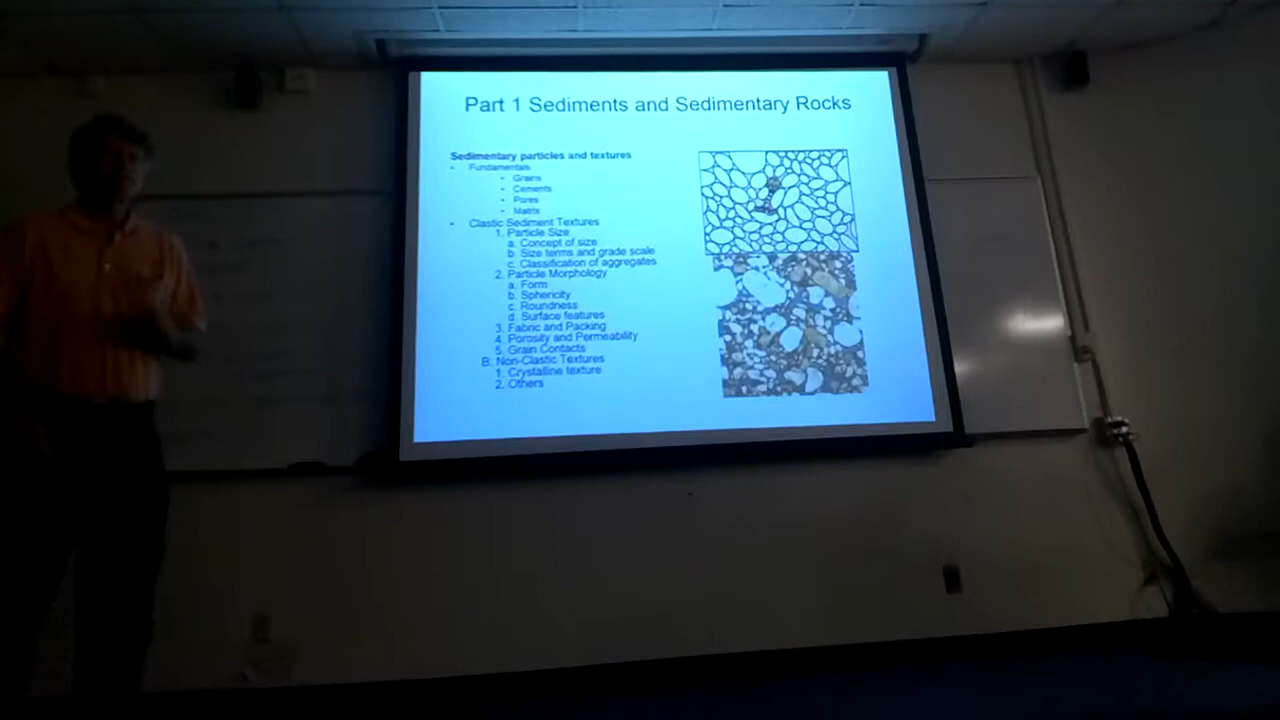 Part 1 Sediments and Sedimentary Rocks
Sedimentary particles and textures
- Fundamentals
- Grains
- Cements
- Pores
- Matrix
- Clastic Sediment Textures
1. Particle Size
a. Concept of size
b. Size terms and grade scale
c. Classification of aggregates
2. Particle Morphology
a. Form
b. Sphericity
c. Roundness
d. Surface features
3. Fabric and Packing
4. Porosity and Permeability
5. Grain Contacts
B. Non-Clastic Textures
1. Crystalline texture
2. Others